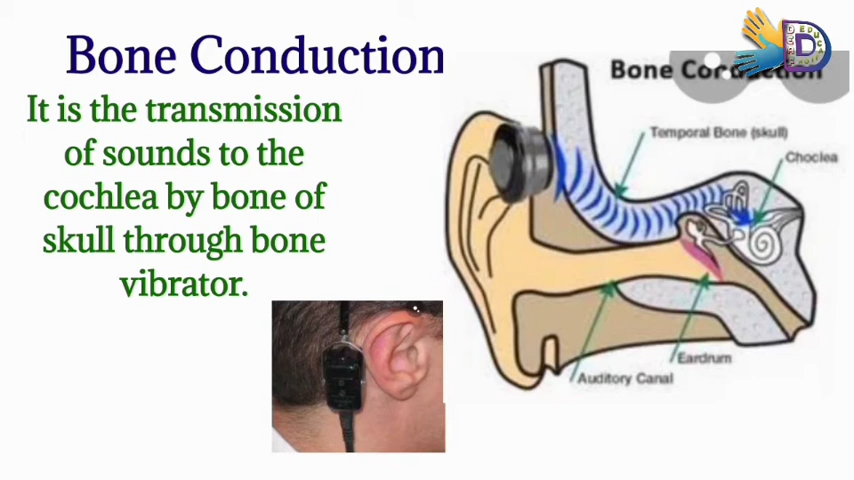 Bone Conduction
It is the transmission
of sounds to the
cochlea by bone of
skull through bone
vibrator.
Bone Conduction
Temporal Bone (skull)
Choclea
Eardrum
Auditory Canal
D